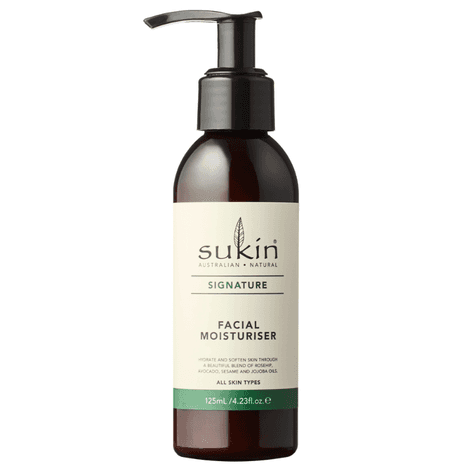 sukin®
AUSTRALIAN • NATURAL
SIGNATURE
FACIAL
MOISTURISER
HYDRATE AND SOFTEN SKIN THROUGH
A BEAUTIFUL BLEND OF ROSEHIP,
AVOCADO, SESAME AND JOJOBA OILS.
ALL SKIN TYPES
125mL/4.23fl.oz.℮